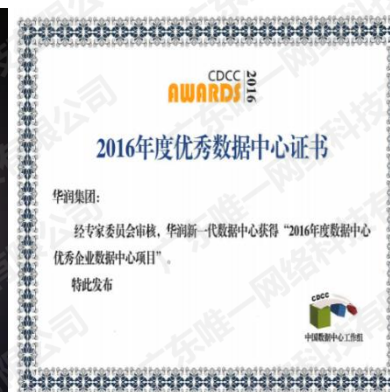 CDCC
AWARDS 2016
2016年度优秀数据中心证书
华润集团:
经专家委员会审核,华润新一代数据中心获得“2016年度数据中心
优秀企业数据中心项目”。
特此发布
CDCC
中国数据中心工作组